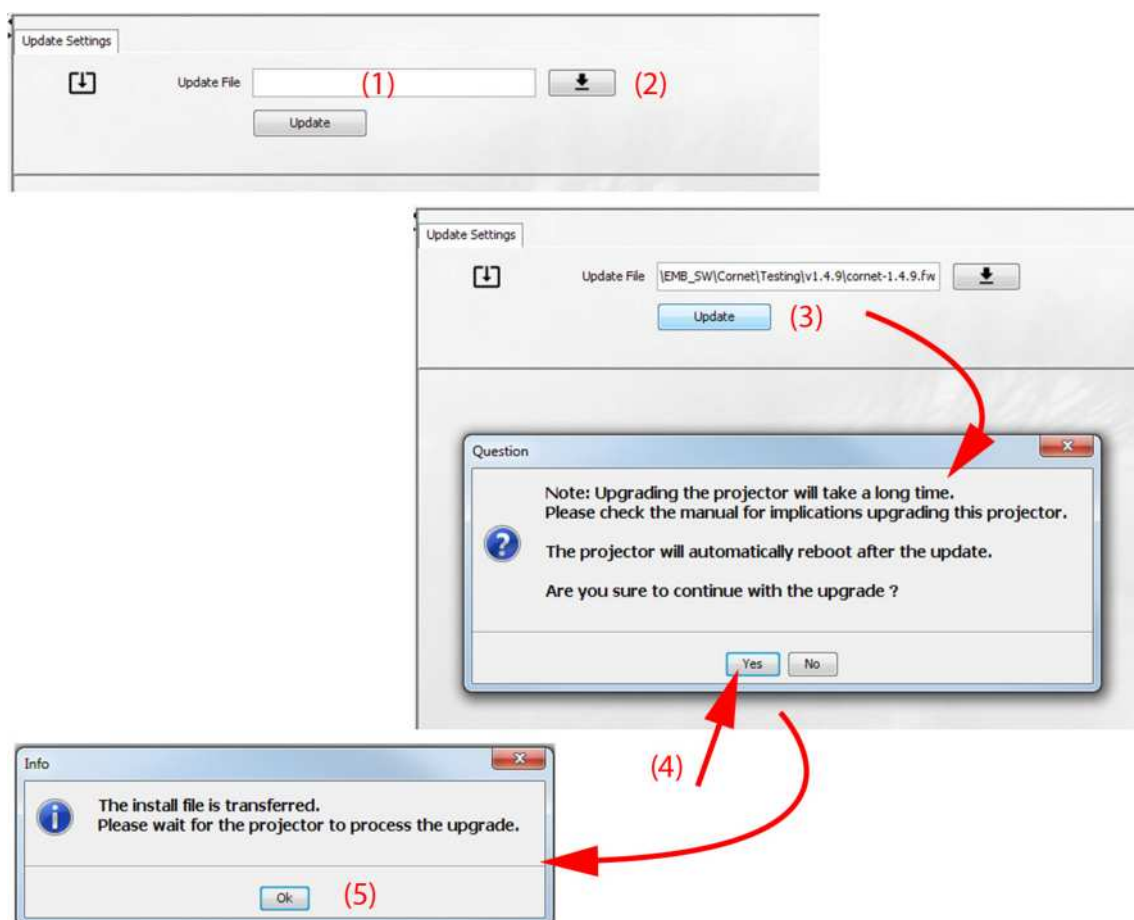 Update Settings
Update File
(1)
(2)
Update
Update Settings
Update File
\EMB_SW\Cornet\Testing\v1.4.9\cornet-1.4.9.fw
Update
(3)
Question
Note: Upgrading the projector will take a long time.
Please check the manual for implications upgrading this projector.
The projector will automatically reboot after the update.
Are you sure to continue with the upgrade ?
Yes
No
(4)
Info
The install file is transferred.
Please wait for the projector to process the upgrade.
Ok
(5)